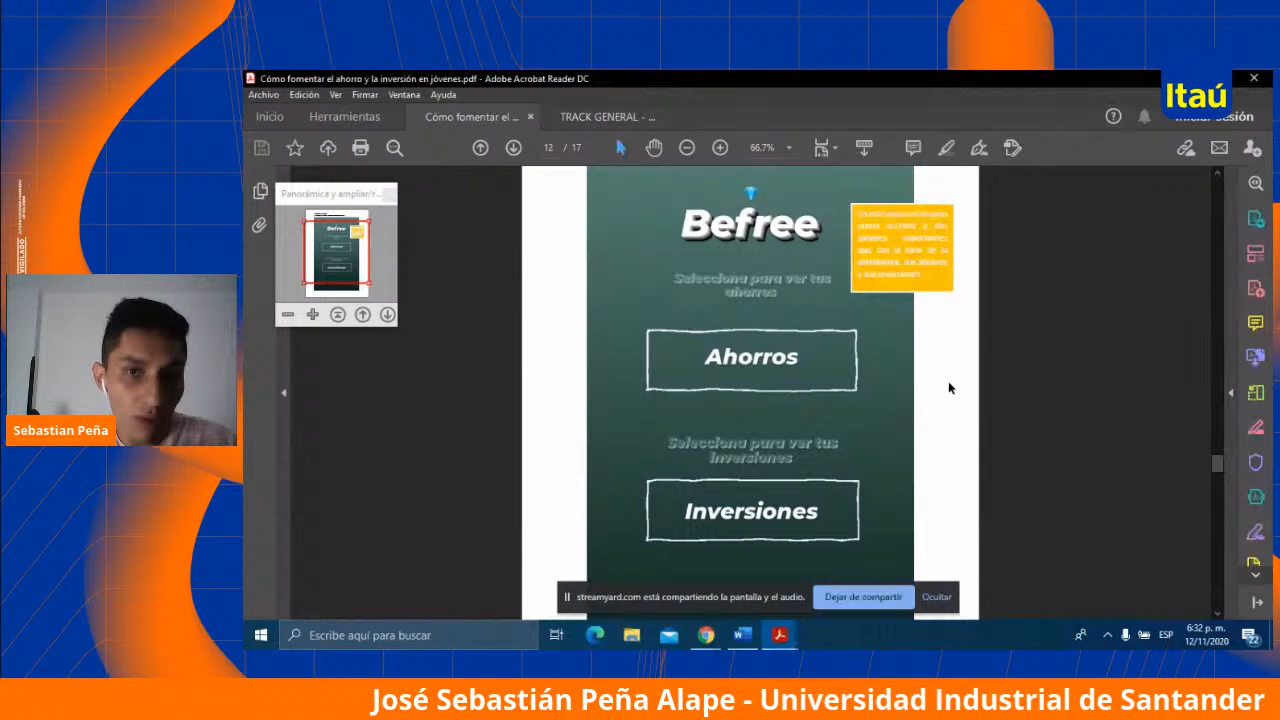 Cómo fomentar el ahorro y la inversión en jóvenes.pdf - Adobe Acrobat Reader DC
Itaú
Archivo Edición Ver Firmar Ventana Ayuda
Inicio Herramientas Cómo fomentar el ... × TRACK GENERAL - ... sesión
12 / 17 66.7%
Panorámica y ampliar/r...
Befree
Selecciona para ver tus
ahorros
Ahorros
Selecciona para ver tus
inversiones
Inversiones
VIGILADO
Sebastian Peña
streamyard.com está compartiendo la pantalla y el audio. Dejar de compartir Ocultar
Escribe aquí para buscar
ESP
6:32 p. m.
12/11/2020
22
José Sebastián Peña Alape - Universidad Industrial de Santander